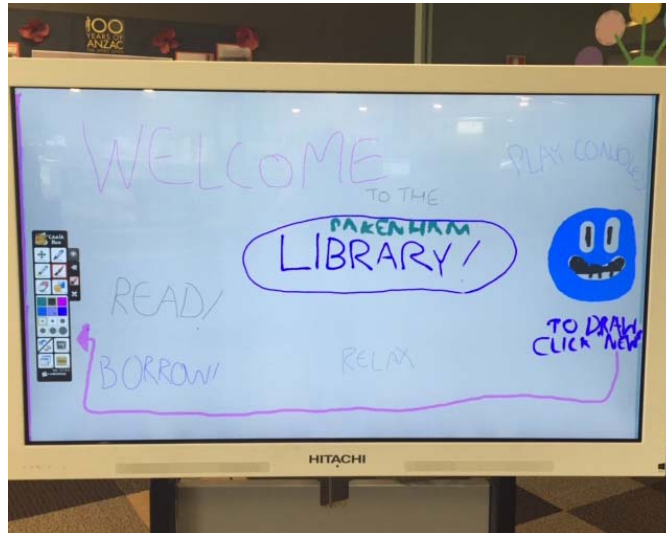 100
YEARS OF
ANZAC
WELCOME
PLAY CONSOLES
TO THE
PAKENHAM
LIBRARY!
READ!
TO DRAW,
CLICK NEW
BORROW!
RELAX
HITACHI